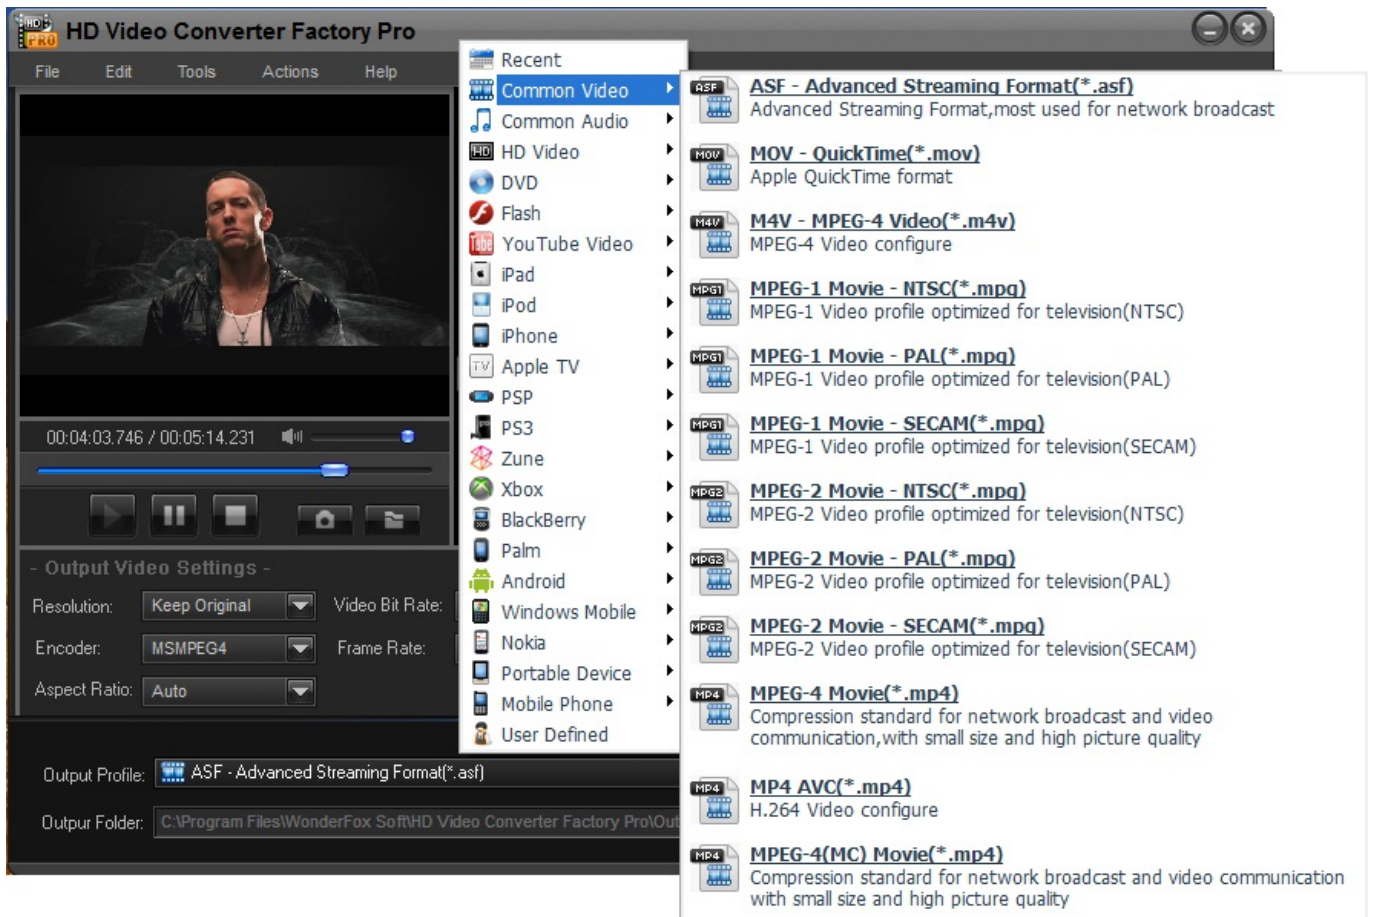 HD Video Converter Factory Pro
File Edit Tools Actions Help
00:04:03.746 / 00:05:14.231
- Output Video Settings -
Resolution: Keep Original Video Bit Rate:
Encoder: MSMPEG4 Frame Rate:
Aspect Ratio: Auto
Output Profile: ASF - Advanced Streaming Format(*.asf)
Outpur Folder: C:\Program Files\WonderFox Soft\HD Video Converter Factory Pro\Out
Recent
Common Video
Common Audio
HD Video
DVD
Flash
YouTube Video
iPad
iPod
iPhone
Apple TV
PSP
PS3
Zune
Xbox
BlackBerry
Palm
Android
Windows Mobile
Nokia
Portable Device
Mobile Phone
User Defined
ASF ASF - Advanced Streaming Format(*.asf)
Advanced Streaming Format,most used for network broadcast
MOV MOV - QuickTime(*.mov)
Apple QuickTime format
M4V M4V - MPEG-4 Video(*.m4v)
MPEG-4 Video configure
MPG1 MPEG-1 Movie - NTSC(*.mpg)
MPEG-1 Video profile optimized for television(NTSC)
MPG1 MPEG-1 Movie - PAL(*.mpg)
MPEG-1 Video profile optimized for television(PAL)
MPG1 MPEG-1 Movie - SECAM(*.mpg)
MPEG-1 Video profile optimized for television(SECAM)
MPG2 MPEG-2 Movie - NTSC(*.mpg)
MPEG-2 Video profile optimized for television(NTSC)
MPG2 MPEG-2 Movie - PAL(*.mpg)
MPEG-2 Video profile optimized for television(PAL)
MPG2 MPEG-2 Movie - SECAM(*.mpg)
MPEG-2 Video profile optimized for television(SECAM)
MP4 MPEG-4 Movie(*.mp4)
Compression standard for network broadcast and video
communication,with small size and high picture quality
MP4 MP4 AVC(*.mp4)
H.264 Video configure
MP4 MPEG-4(MC) Movie(*.mp4)
Compression standard for network broadcast and video communication
with small size and high picture quality